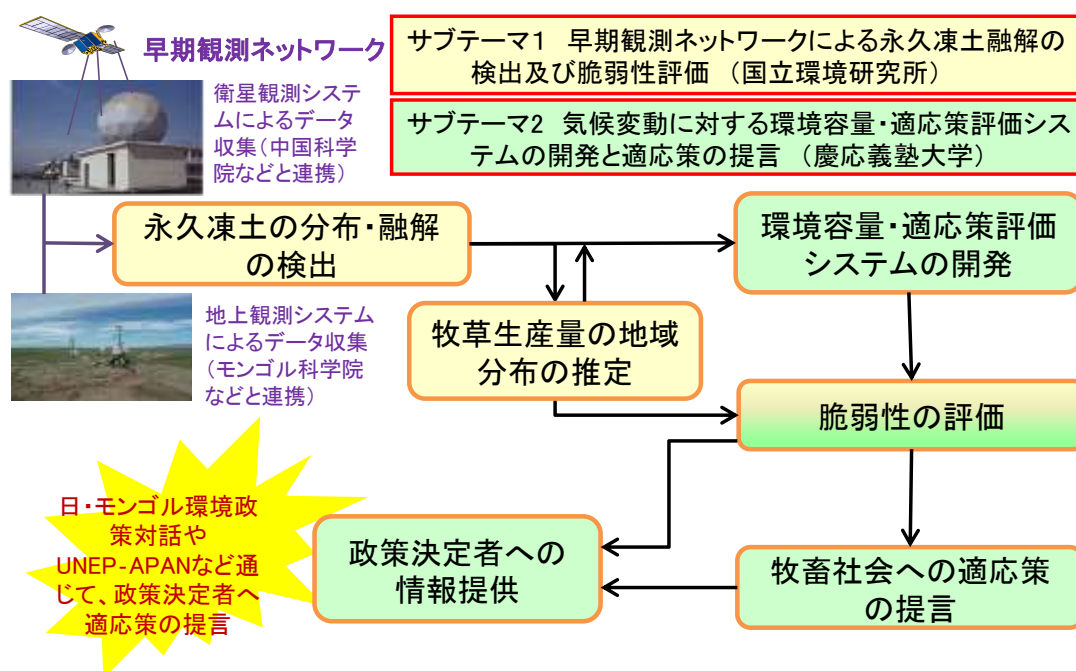 早期観測ネットワーク
サブテーマ1 早期観測ネットワークによる永久凍土融解の
検出及び脆弱性評価 (国立環境研究所)
衛星観測システ
ムによるデータ
収集(中国科学
院などと連携)
サブテーマ2 気候変動に対する環境容量・適応策評価シス
テムの開発と適応策の提言 (慶応義塾大学)
永久凍土の分布・融解
の検出
環境容量・適応策評価
システムの開発
地上観測システム
によるデータ収集
(モンゴル科学院
などと連携)
牧草生産量の地域
分布の推定
脆弱性の評価
日・モンゴル環境政
策対話や
UNEP-APANなど通
じて、政策決定者へ
適応策の提言
政策決定者への
情報提供
牧畜社会への適応策
の提言